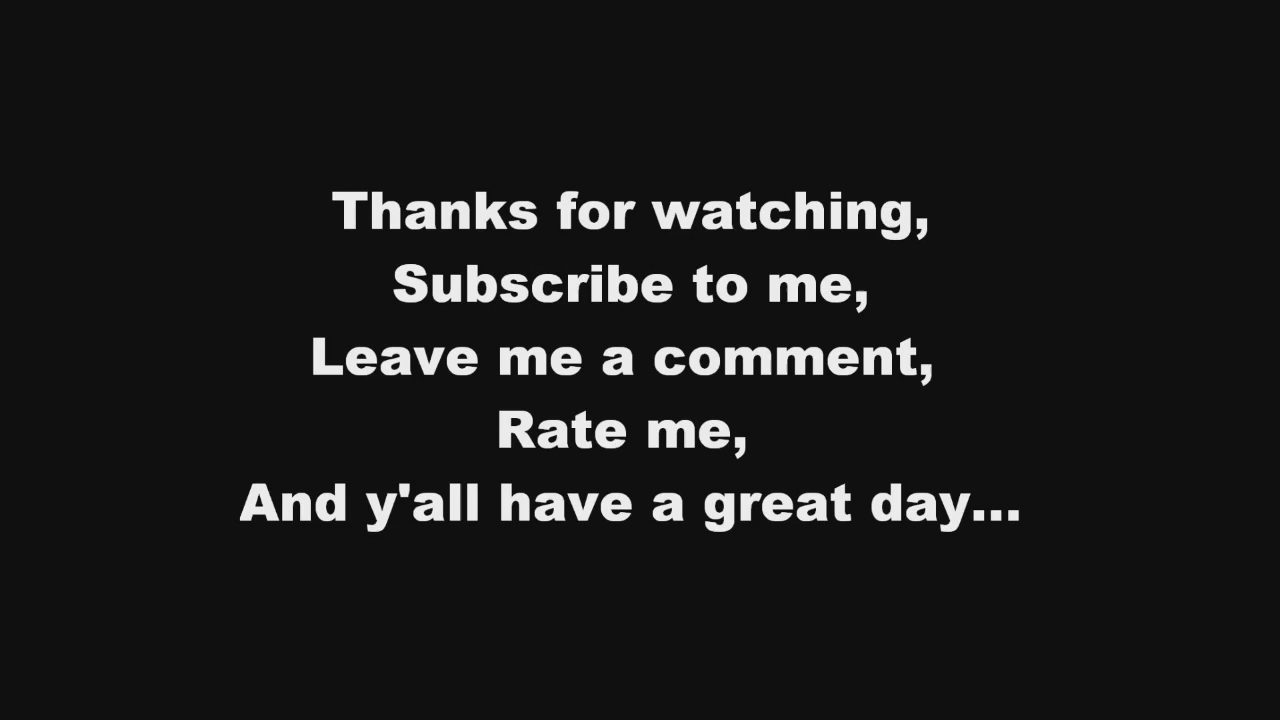 Thanks for watching,
Subscribe to me,
Leave me a comment,
Rate me,
And y'all have a great day...